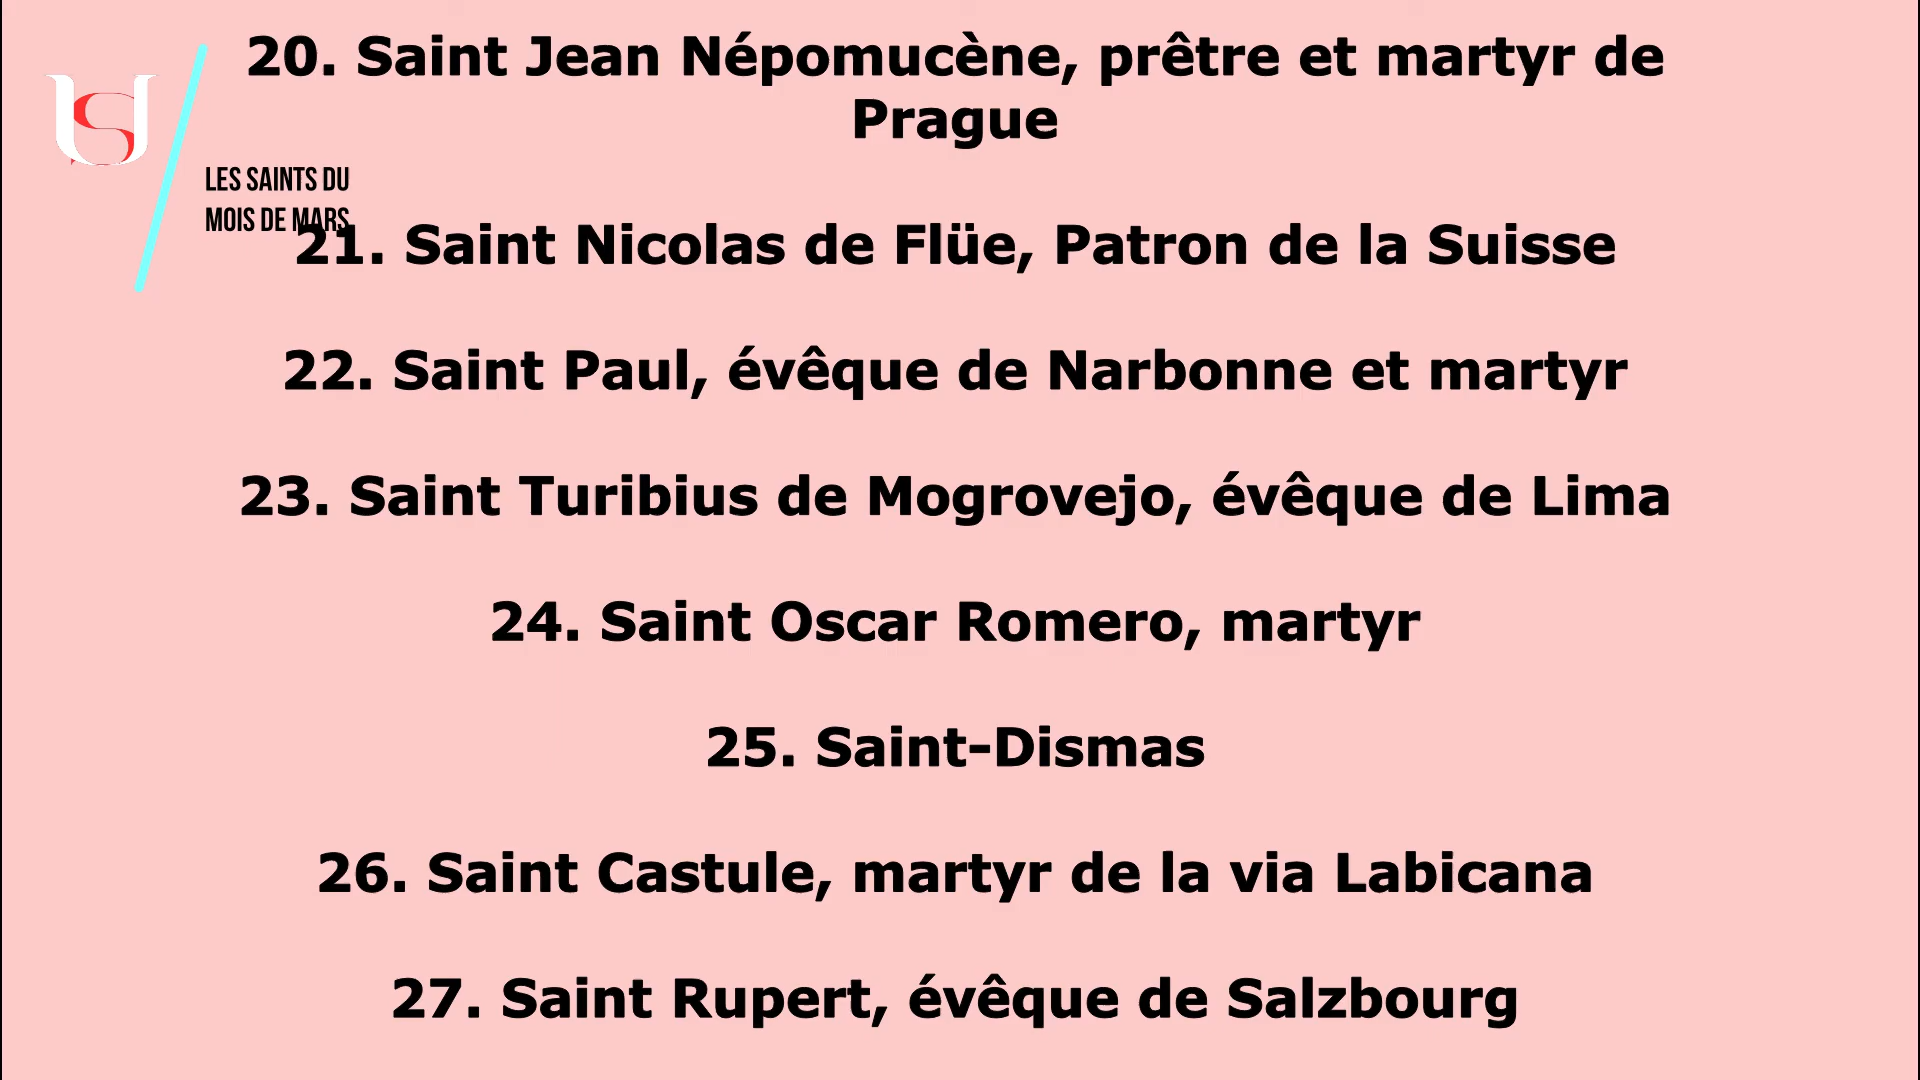 20. Saint Jean Népomucène, prêtre et martyr de
Prague
LES SAINTS DU
MOIS DE MARS
21. Saint Nicolas de Flüe, Patron de la Suisse
22. Saint Paul, évêque de Narbonne et martyr
23. Saint Turibius de Mogrovejo, évêque de Lima
24. Saint Oscar Romero, martyr
25. Saint-Dismas
26. Saint Castule, martyr de la via Labicana
27. Saint Rupert, évêque de Salzbourg